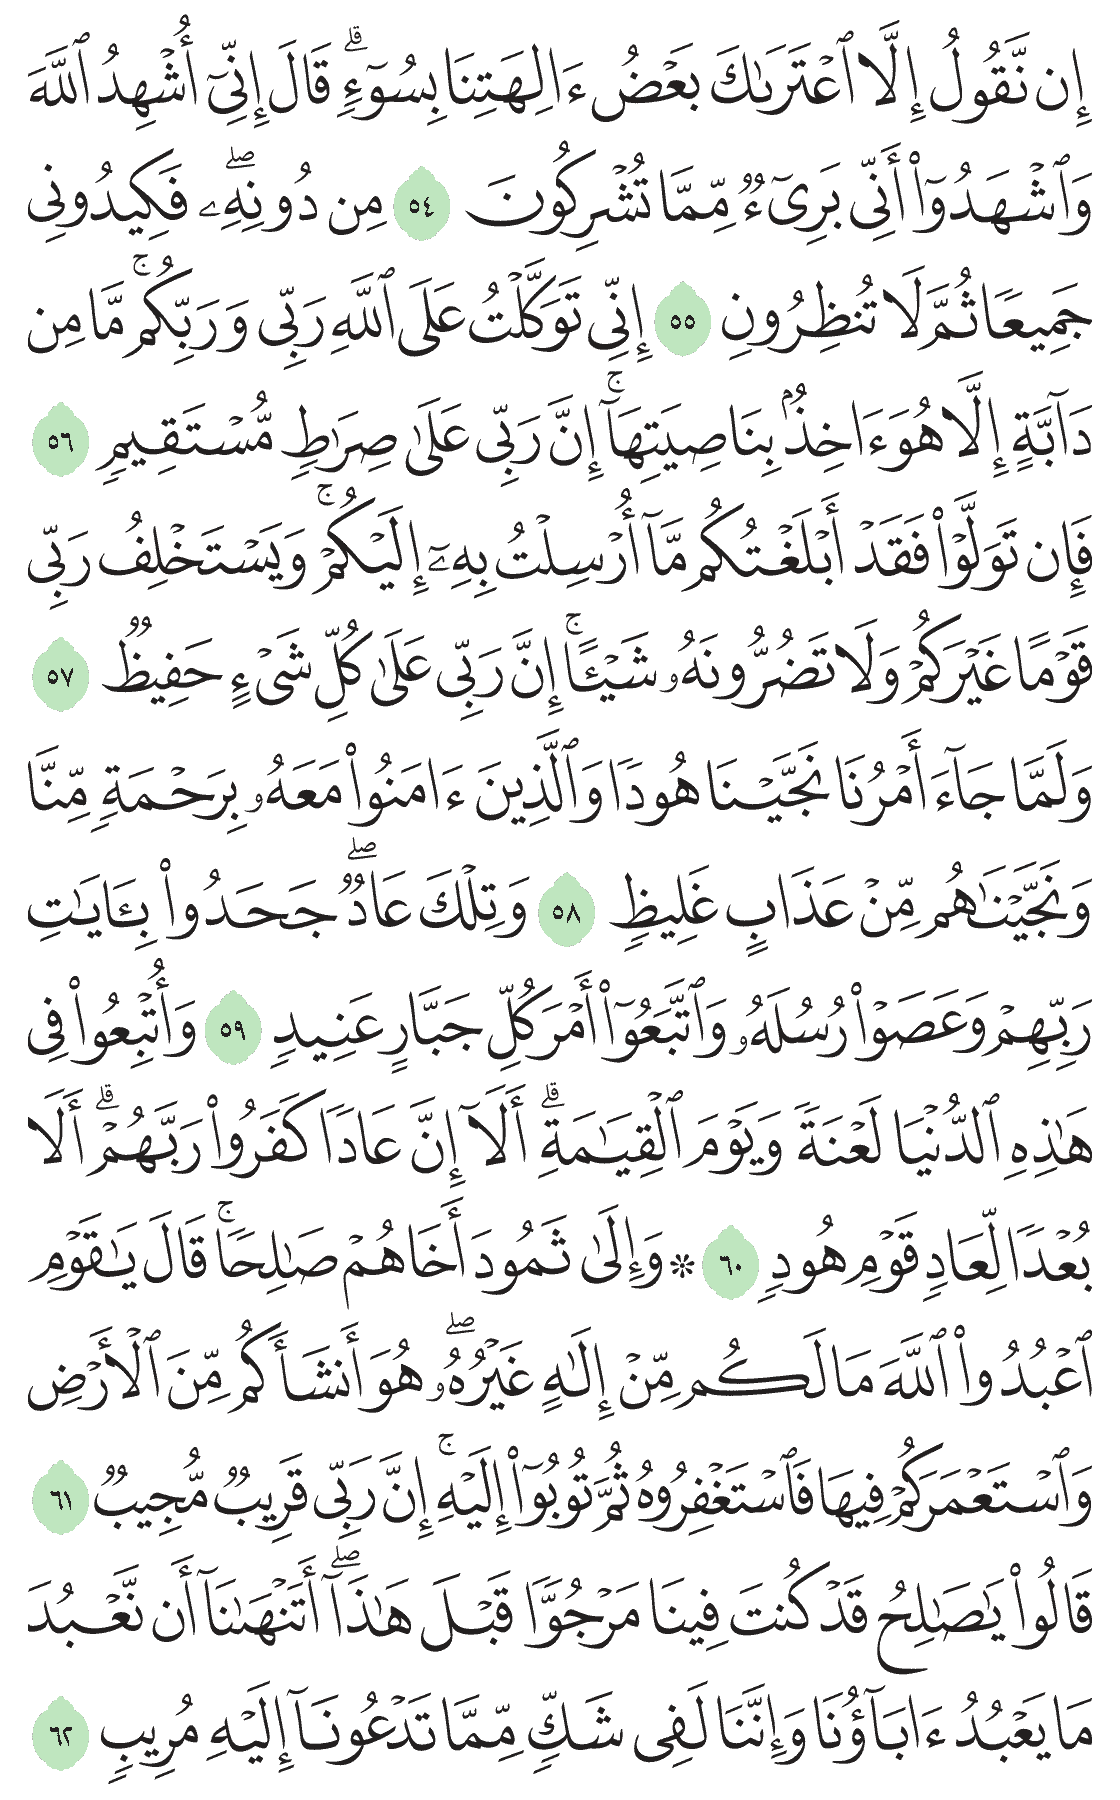 إِن نَّقُولُ إِلَّا ٱعْتَرَىٰكَ بَعْضُ ءَالِهَتِنَا بِسُوٓءٍۗ قَالَ إِنِّىٓ أُشْهِدُ ٱللَّهَ
وَٱشْهَدُوٓا۟ أَنِّى بَرِىٓءٌ مِّمَّا تُشْرِكُونَ ٥٤ مِن دُونِهِۦۖ فَكِيدُونِى
جَمِيعًا ثُمَّ لَا تُنظِرُونِ ٥٥ إِنِّى تَوَكَّلْتُ عَلَى ٱللَّهِ رَبِّى وَرَبِّكُمۚ مَّا مِن
دَآبَّةٍ إِلَّا هُوَ ءَاخِذٌۢ بِنَاصِيَتِهَآۚ إِنَّ رَبِّى عَلَىٰ صِرَٰطٍ مُّسْتَقِيمٍ ٥٦
فَإِن تَوَلَّوْا۟ فَقَدْ أَبْلَغْتُكُم مَّآ أُرْسِلْتُ بِهِۦٓ إِلَيْكُمْۚ وَيَسْتَخْلِفُ رَبِّى
قَوْمًا غَيْرَكُمْ وَلَا تَضُرُّونَهُۥ شَيْـًٔاۚ إِنَّ رَبِّى عَلَىٰ كُلِّ شَىْءٍ حَفِيظٌ ٥٧
وَلَمَّا جَآءَ أَمْرُنَا نَجَّيْنَا هُودًا وَٱلَّذِينَ ءَامَنُوا۟ مَعَهُۥ بِرَحْمَةٍ مِّنَّا
وَنَجَّيْنَٰهُم مِّنْ عَذَابٍ غَلِيظٍ ٥٨ وَتِلْكَ عَادٌۖ جَحَدُوا۟ بِـَٔايَٰتِ
رَبِّهِمْ وَعَصَوْا۟ رُسُلَهُۥ وَٱتَّبَعُوٓا۟ أَمْرَ كُلِّ جَبَّارٍ عَنِيدٍ ٥٩ وَأُتْبِعُوا۟ فِى
هَٰذِهِ ٱلدُّنْيَا لَعْنَةً وَيَوْمَ ٱلْقِيَٰمَةِۗ أَلَآ إِنَّ عَادًا كَفَرُوا۟ رَبَّهُمْۗ أَلَا
بُعْدًا لِّعَادٍ قَوْمِ هُودٍ ٦٠ ۞ وَإِلَىٰ ثَمُودَ أَخَاهُمْ صَٰلِحًاۚ قَالَ يَٰقَوْمِ
ٱعْبُدُوا۟ ٱللَّهَ مَا لَكُم مِّنْ إِلَٰهٍ غَيْرُهُۥۖ هُوَ أَنشَأَكُم مِّنَ ٱلْأَرْضِ
وَٱسْتَعْمَرَكُمْ فِيهَا فَٱسْتَغْفِرُوهُ ثُمَّ تُوبُوٓا۟ إِلَيْهِۚ إِنَّ رَبِّى قَرِيبٌ مُّجِيبٌ ٦١
قَالُوا۟ يَٰصَٰلِحُ قَدْ كُنتَ فِينَا مَرْجُوًّا قَبْلَ هَٰذَآۖ أَتَنْهَىٰنَآ أَن نَّعْبُدَ
مَا يَعْبُدُ ءَابَآؤُنَا وَإِنَّنَا لَفِى شَكٍّ مِّمَّا تَدْعُونَآ إِلَيْهِ مُرِيبٍ ٦٢